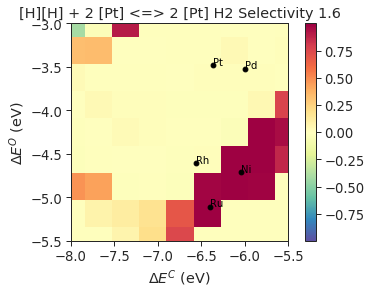 [H][H] + 2 [Pt] <=> 2 [Pt] H2 Selectivity 1.6
−3.0
−3.5
−4.0
−4.5
−5.0
−5.5
−8.0 −7.5 −7.0 −6.5 −6.0 −5.5
ΔE^O (eV)
ΔE^C (eV)
Pt
Pd
Rh
Ni
Ru
0.75
0.50
0.25
0.00
−0.25
−0.50
−0.75